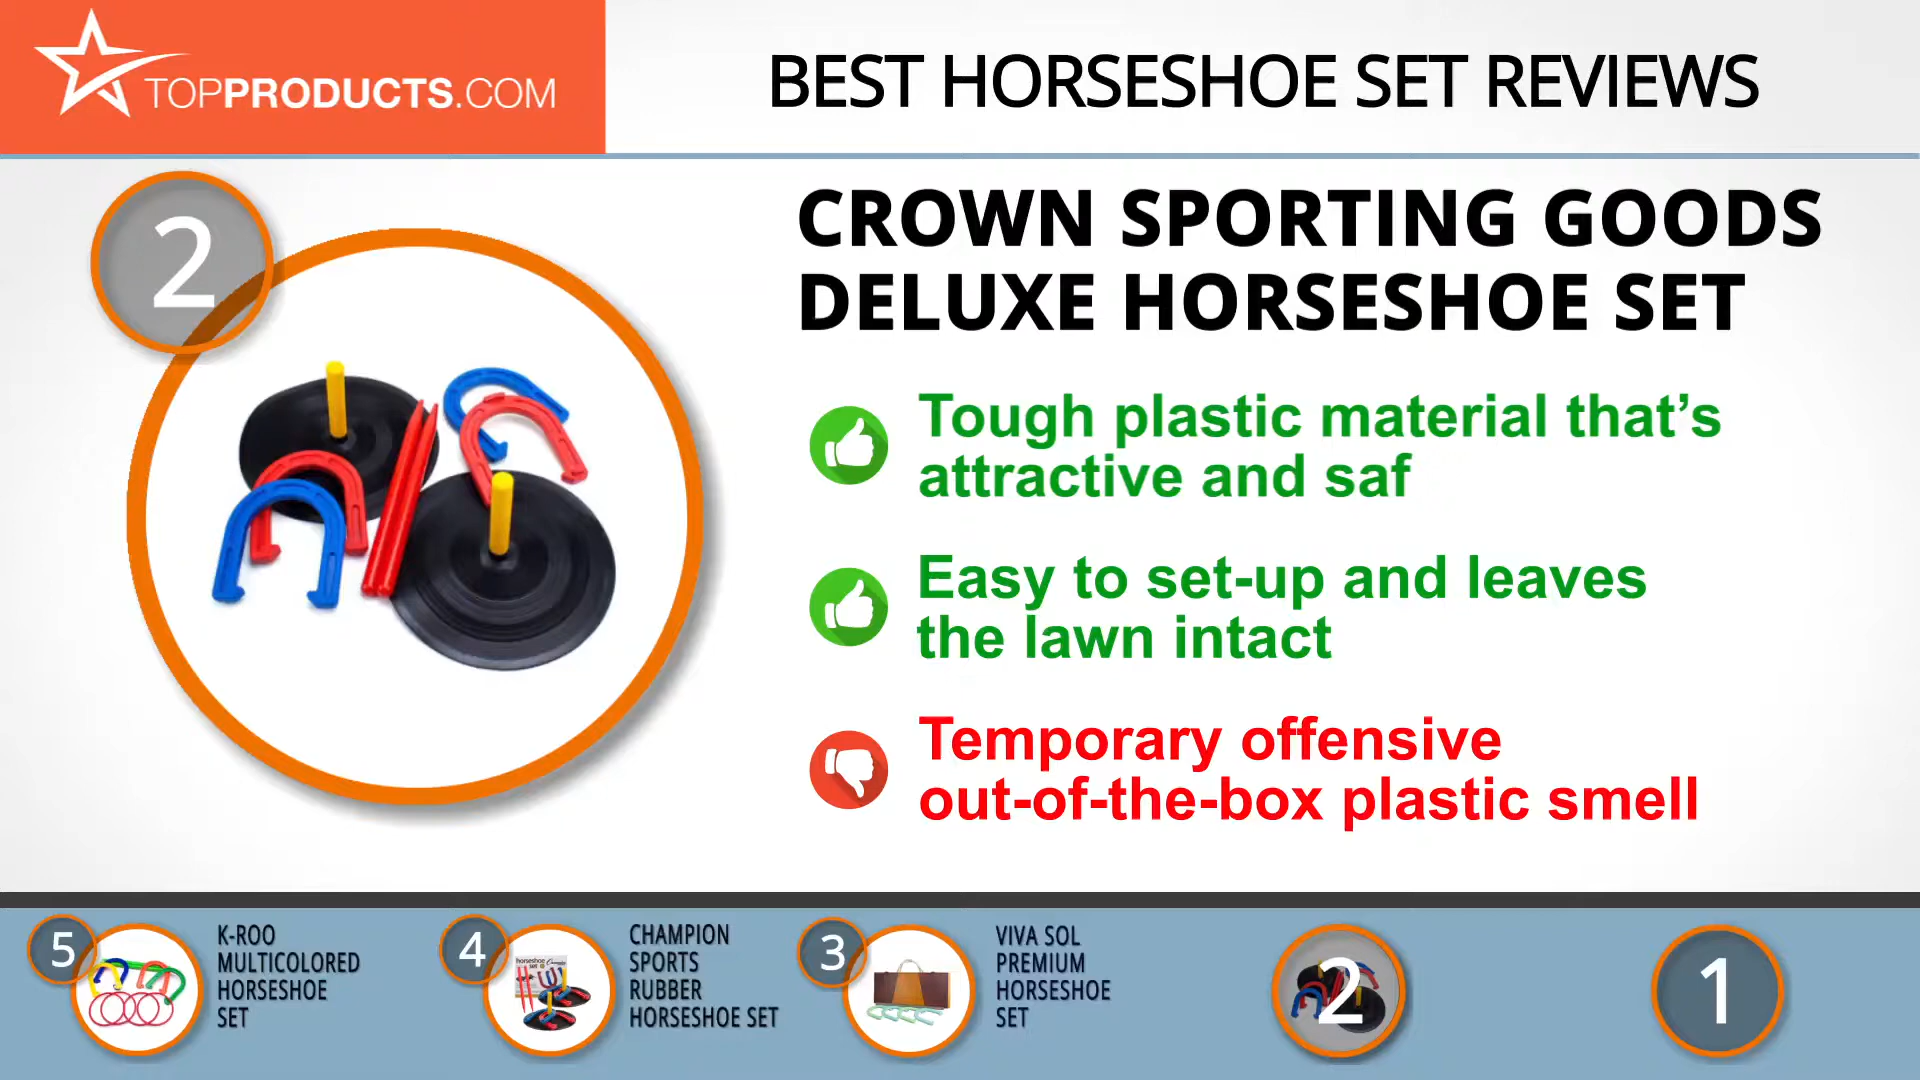 TOPPRODUCTS.COM
BEST HORSESHOE SET REVIEWS
2
CROWN SPORTING GOODS
DELUXE HORSESHOE SET
Tough plastic material that’s
attractive and saf
Easy to set-up and leaves
the lawn intact
Temporary offensive
out-of-the-box plastic smell
5
K-ROO
MULTICOLORED
HORSESHOE
SET
4
horseshoe
set
CHAMPION
SPORTS
RUBBER
HORSESHOE SET
3
VIVA SOL
PREMIUM
HORSESHOE
SET
2
1